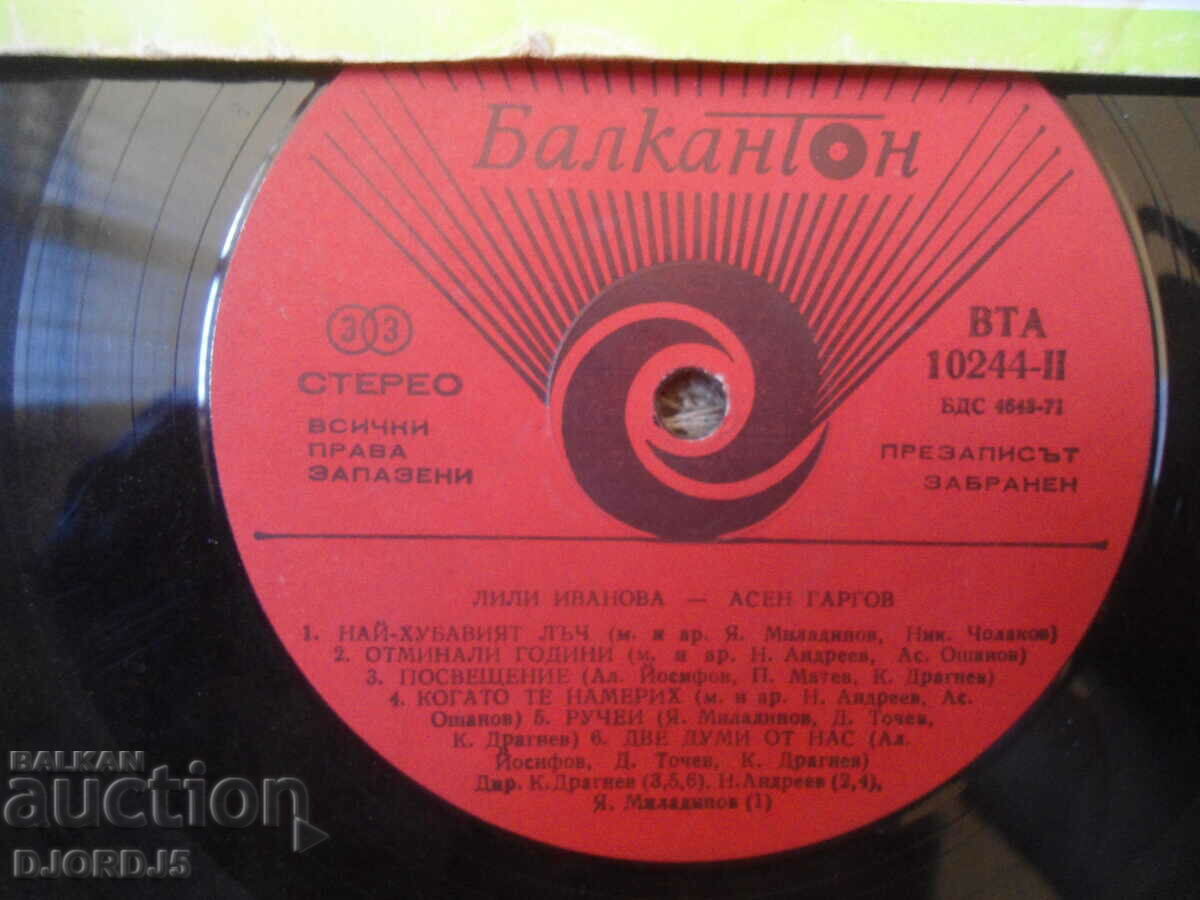 Балкантон
33
СТЕРЕО
ВСИЧКИ
ПРАВА
ЗАПАЗЕНИ
ВТА
10244-II
БДС 4643-71
ПРЕЗАПИСЪТ
ЗАБРАНЕН
ЛИЛИ ИВАНОВА — АСЕН ГАРГОВ
1. НАЙ-ХУБАВИЯТ ЛЪЧ (м. и ар. Я. Миладинов, Ник. Чолаков)
2. ОТМИНАЛИ ГОДИНИ (м. и ар. Н. Андреев, Ас. Ошанов)
3. ПОСВЕЩЕНИЕ (Ал. Йосифов, П. Матев, К. Драгнев)
4. КОГАТО ТЕ НАМЕРИХ (м. и ар. Н. Андреев, Ас.
Ошанов) 5. РУЧЕИ (Я. Миладинов, Д. Точев,
К. Драгнев) 6. ДВЕ ДУМИ ОТ НАС (Ал.
Йосифов, Д. Точев, К. Драгнев)
Дир. К. Драгнев (3,5,6). Н. Андреев (2,4),
Я. Миладинов (1)
BALKAN
auction
DJORDJ5